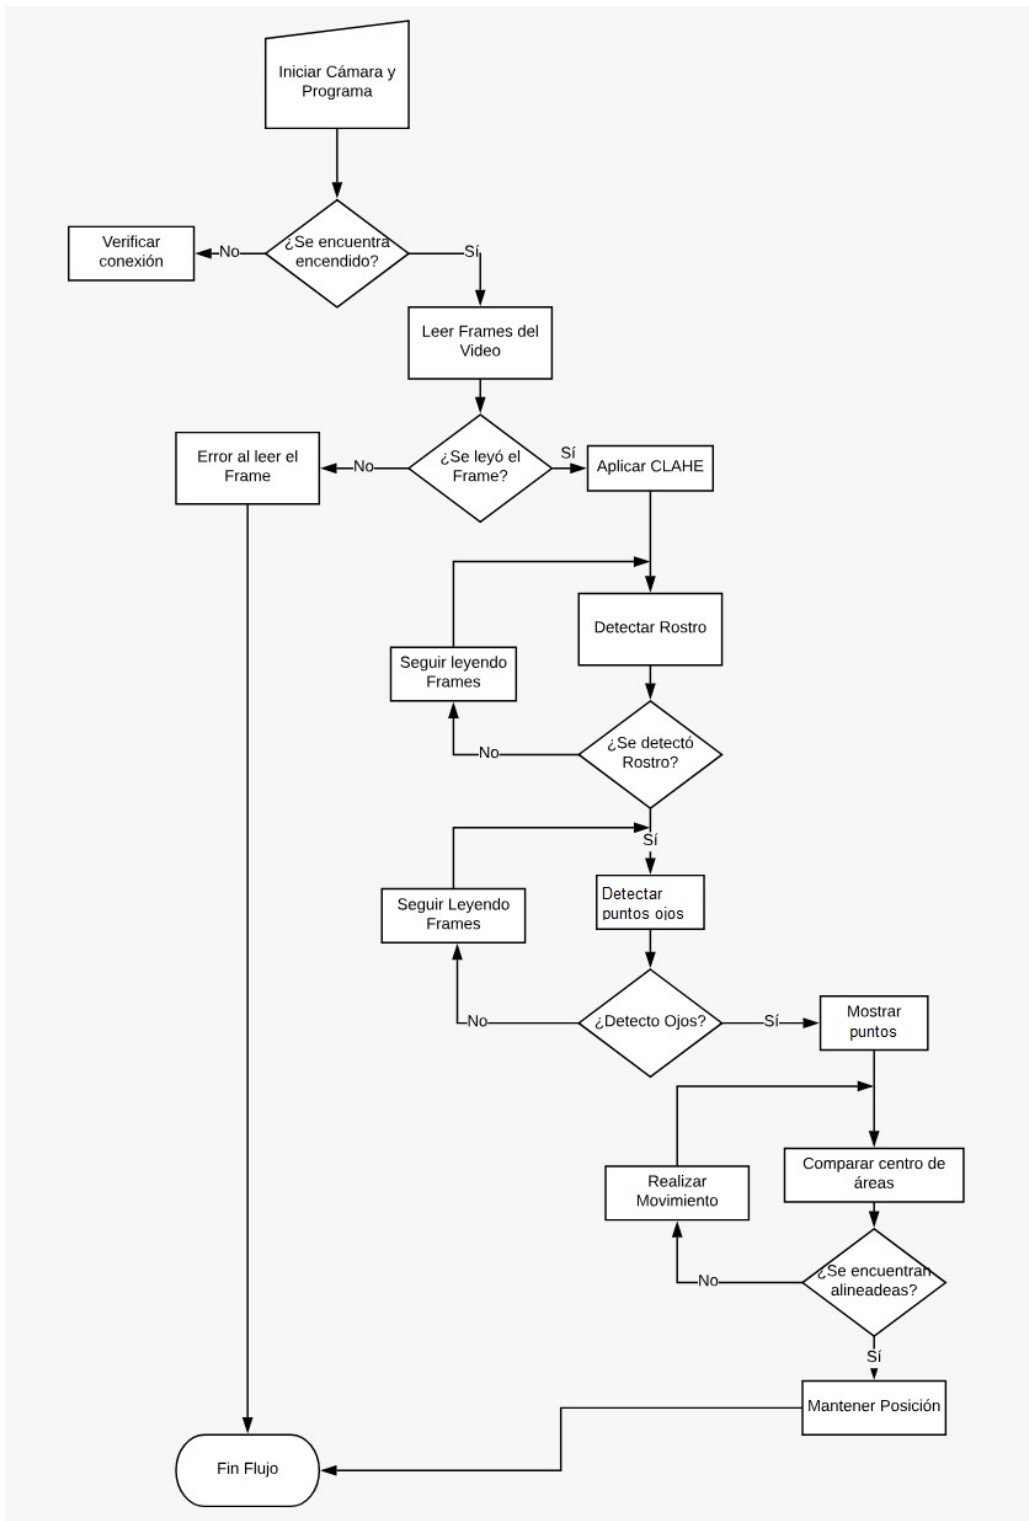 Iniciar Cámara y
Programa
¿Se encuentra
encendido?
No
Verificar
conexión
Sí
Leer Frames del
Video
¿Se leyó el
Frame?
No
Error al leer el
Frame
Sí
Aplicar CLAHE
Detectar Rostro
Seguir leyendo
Frames
¿Se detectó
Rostro?
No
Sí
Detectar
puntos ojos
Seguir Leyendo
Frames
¿Detecto Ojos?
No
Sí
Mostrar
puntos
Comparar centro de
áreas
Realizar
Movimiento
¿Se encuentran
alineadeas?
No
Sí
Mantener Posición
Fin Flujo